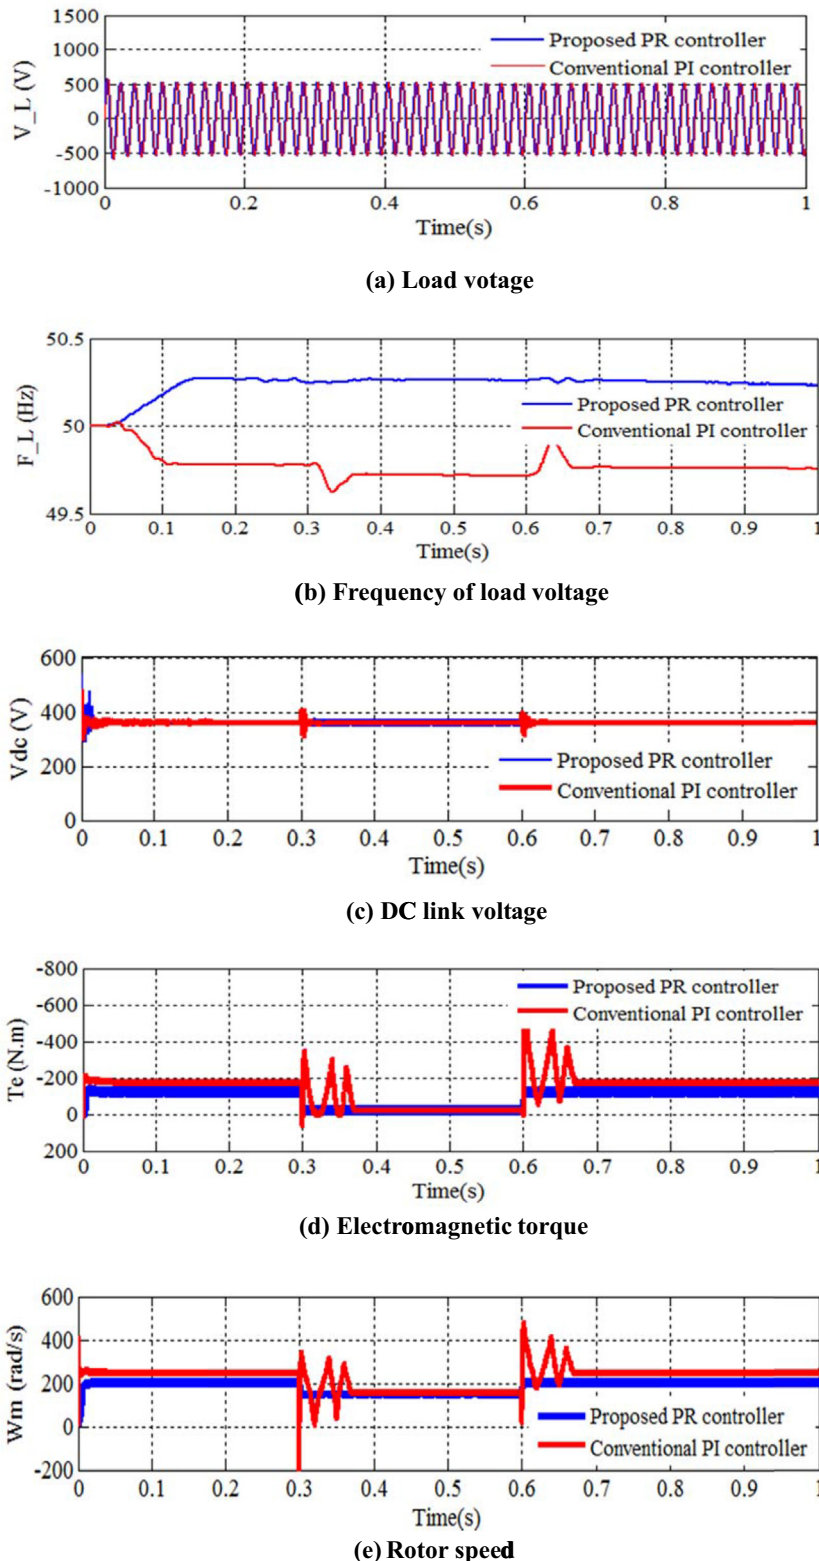 1500
1000
500
0
-500
-1000
V_L (V)
Proposed PR controller
Conventional PI controller
0 0.2 0.4 0.6 0.8 1
Time(s)
(a) Load votage
50.5
50
49.5
F_L (Hz)
Proposed PR controller
Conventional PI controller
0 0.1 0.2 0.3 0.4 0.5 0.6 0.7 0.8 0.9 1
Time(s)
(b) Frequency of load voltage
600
400
200
0
Vdc (V)
Proposed PR controller
Conventional PI controller
0 0.1 0.2 0.3 0.4 0.5 0.6 0.7 0.8 0.9 1
Time(s)
(c) DC link voltage
-800
-600
-400
-200
0
200
Te (N.m)
Proposed PR controller
Conventional PI controller
0 0.1 0.2 0.3 0.4 0.5 0.6 0.7 0.8 0.9 1
Time(s)
(d) Electromagnetic torque
600
400
200
0
-200
Wm (rad/s)
Proposed PR controller
Conventional PI controller
0 0.1 0.2 0.3 0.4 0.5 0.6 0.7 0.8 0.9 1
Time(s)
(e) Rotor speed